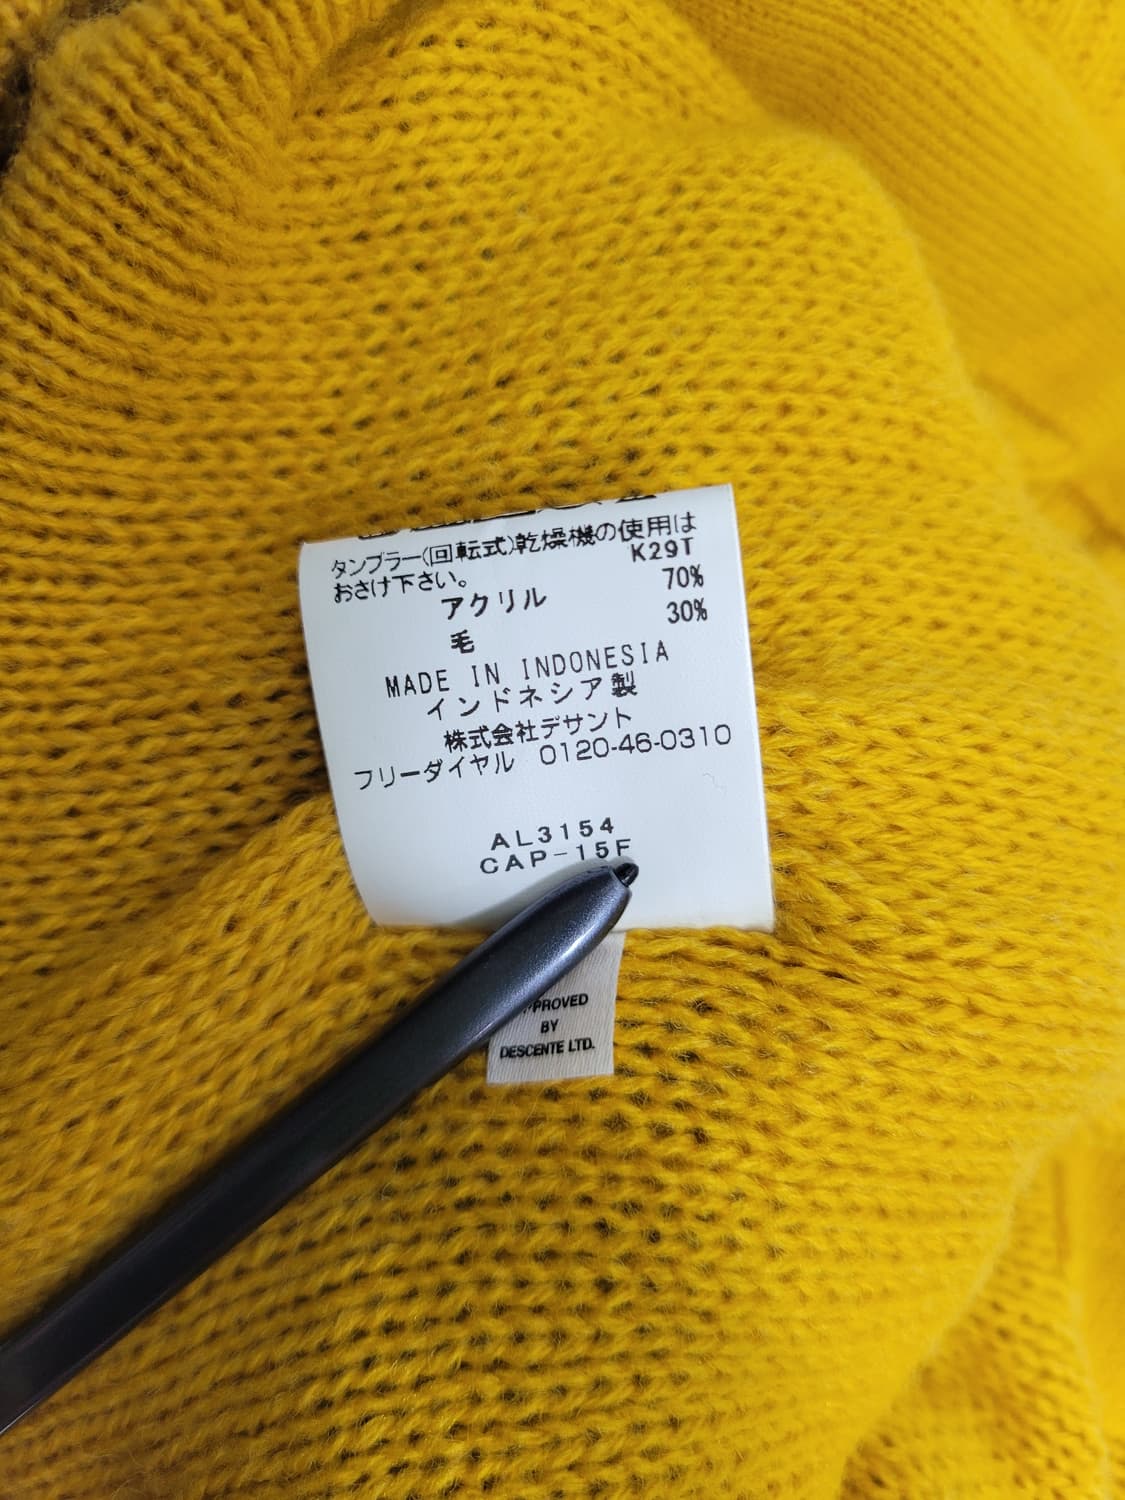 タンブラー(回転式)乾燥機の使用は
おさけ下さい。
K29T
アクリル 70%
毛 30%
MADE IN INDONESIA
インドネシア製
株式会社デサント
フリーダイヤル 0120-46-0310
AL3154
CAP-15F
PROVED
BY
DESCENTE LTD.